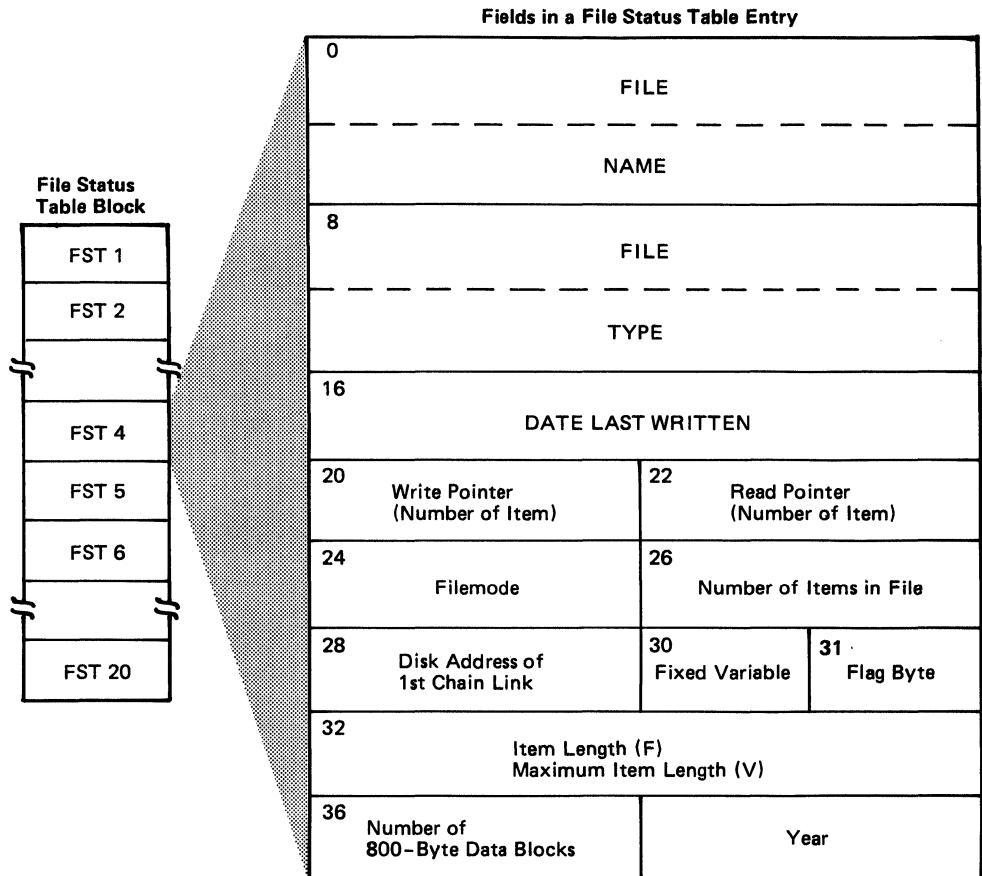 Fields in a File Status Table Entry
File Status
Table Block
FST 1
FST 2
FST 4
FST 5
FST 6
FST 20
0
FILE
NAME
8
FILE
TYPE
16
DATE LAST WRITTEN
20
Write Pointer
(Number of Item)
22
Read Pointer
(Number of Item)
24
Filemode
26
Number of Items in File
28
Disk Address of
1st Chain Link
30
Fixed Variable
31
Flag Byte
32
Item Length (F)
Maximum Item Length (V)
36
Number of
800-Byte Data Blocks
Year